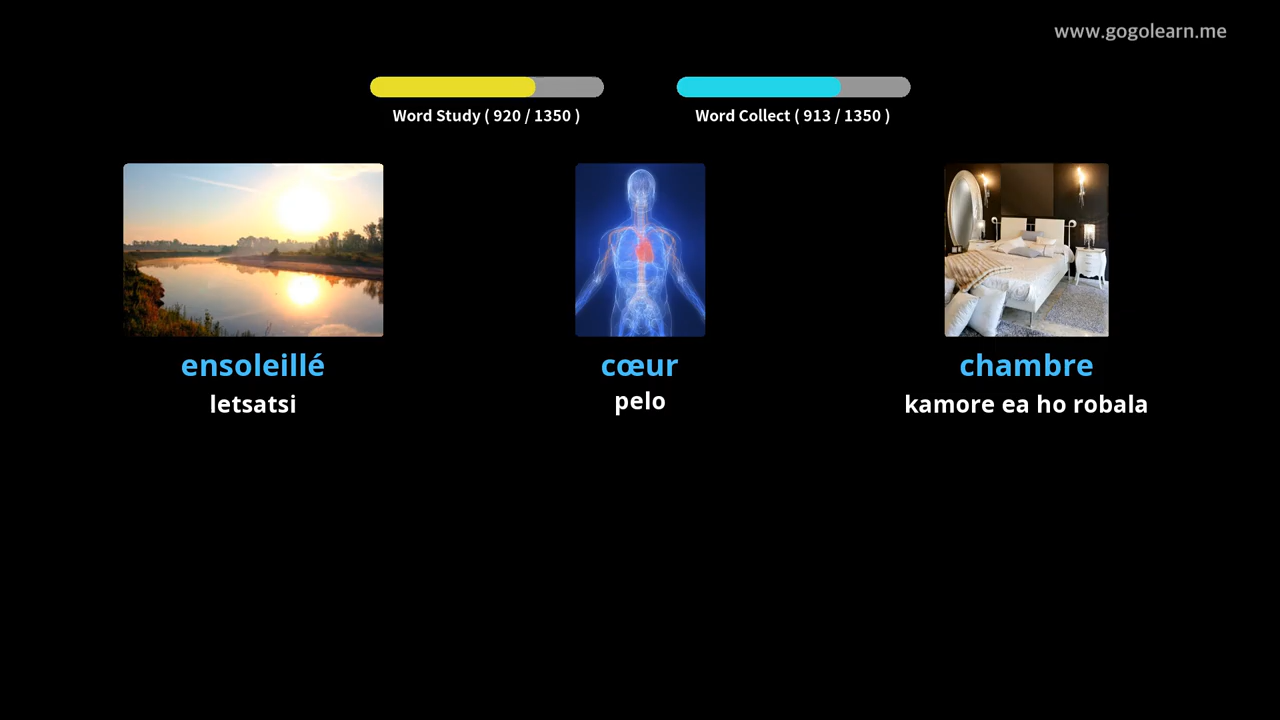 www.gogolearn.me
Word Study ( 920 / 1350 )
Word Collect ( 913 / 1350 )
ensoleillé
letsatsi
cœur
pelo
chambre
kamore ea ho robala